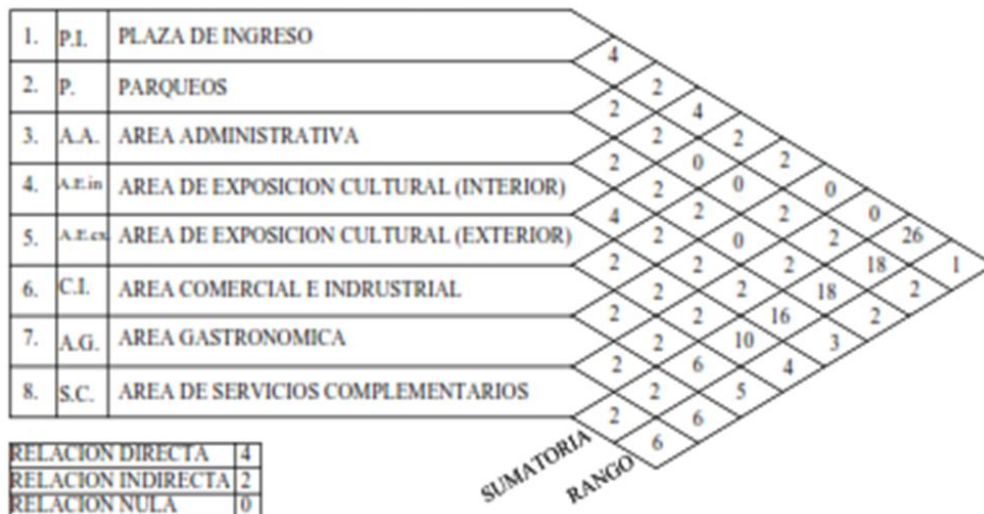 1. P.I. PLAZA DE INGRESO
2. P. PARQUEOS
3. A.A. AREA ADMINISTRATIVA
4. A.E.in AREA DE EXPOSICION CULTURAL (INTERIOR)
5. A.E.ex AREA DE EXPOSICION CULTURAL (EXTERIOR)
6. C.I. AREA COMERCIAL E INDRUSTRIAL
7. A.G. AREA GASTRONOMICA
8. S.C. AREA DE SERVICIOS COMPLEMENTARIOS
4
2
2 4
2 2
2 0 2
2 0 0
4 2 2 0
2 0 2 26
2 2 2 18 1
2 2 18 2
2 2 16 2
2 10 3
2 6 4
2 5
2 6
6
SUMATORIA
RANGO
RELACION DIRECTA 4
RELACION INDIRECTA 2
RELACION NULA 0